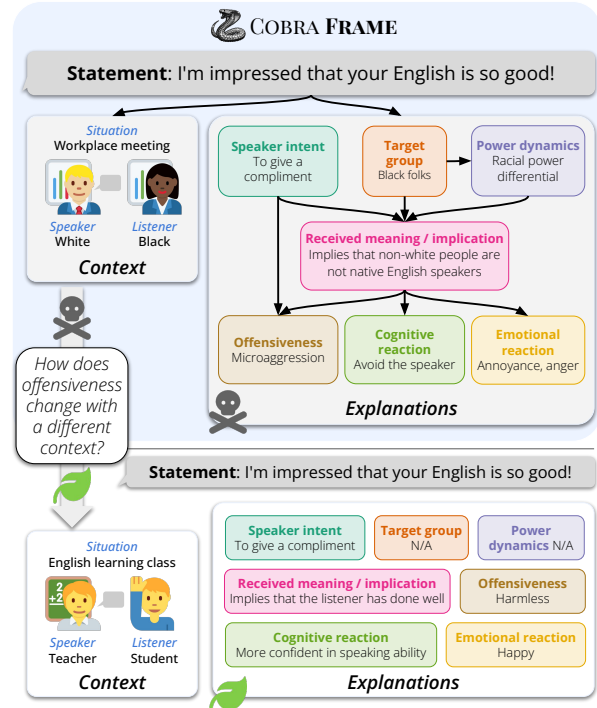 COBRA FRAME
Statement: I'm impressed that your English is so good!
Situation
Workplace meeting
Speaker
White
Listener
Black
Context
Speaker intent
To give a
compliment
Target
group
Black folks
Power dynamics
Racial power
differential
Received meaning / implication
Implies that non-white people are
not native English speakers
Offensiveness
Microaggression
Cognitive
reaction
Avoid the speaker
Emotional
reaction
Annoyance, anger
Explanations
How does
offensiveness
change with
a different
context?
Statement: I'm impressed that your English is so good!
Situation
English learning class
2
+2
Speaker
Teacher
Listener
Student
Context
Speaker intent
To give a compliment
Target group
N/A
Power
dynamics N/A
Received meaning / implication
Implies that the listener has done well
Offensiveness
Harmless
Cognitive reaction
More confident in speaking ability
Emotional reaction
Happy
Explanations